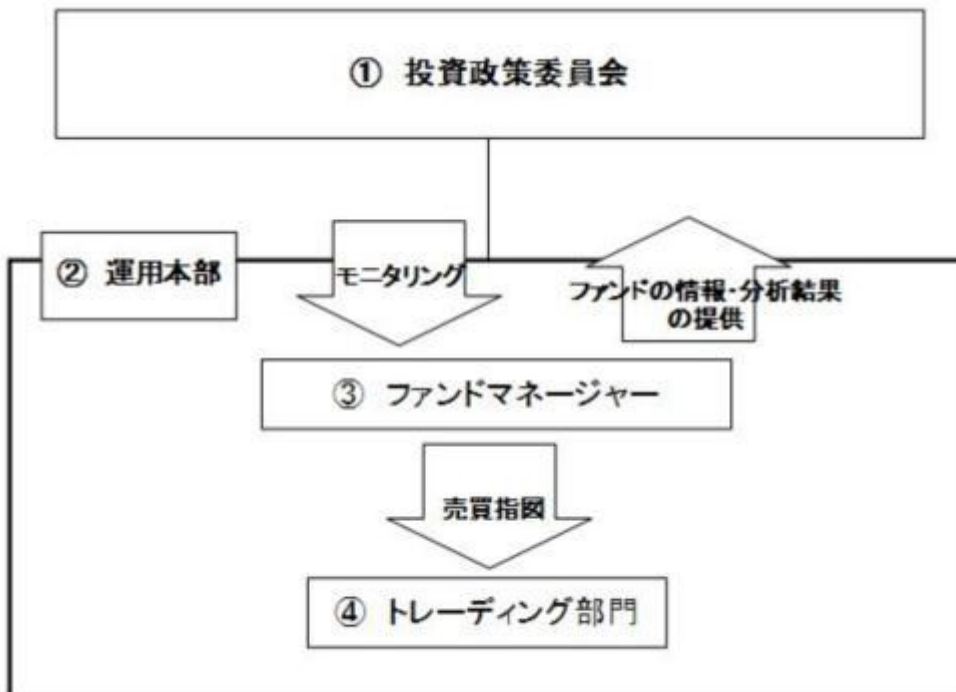 ① 投資政策委員会
② 運用本部
モニタリング
ファンドの情報・分析結果
の提供
③ ファンドマネージャー
売買指図
④ トレーディング部門